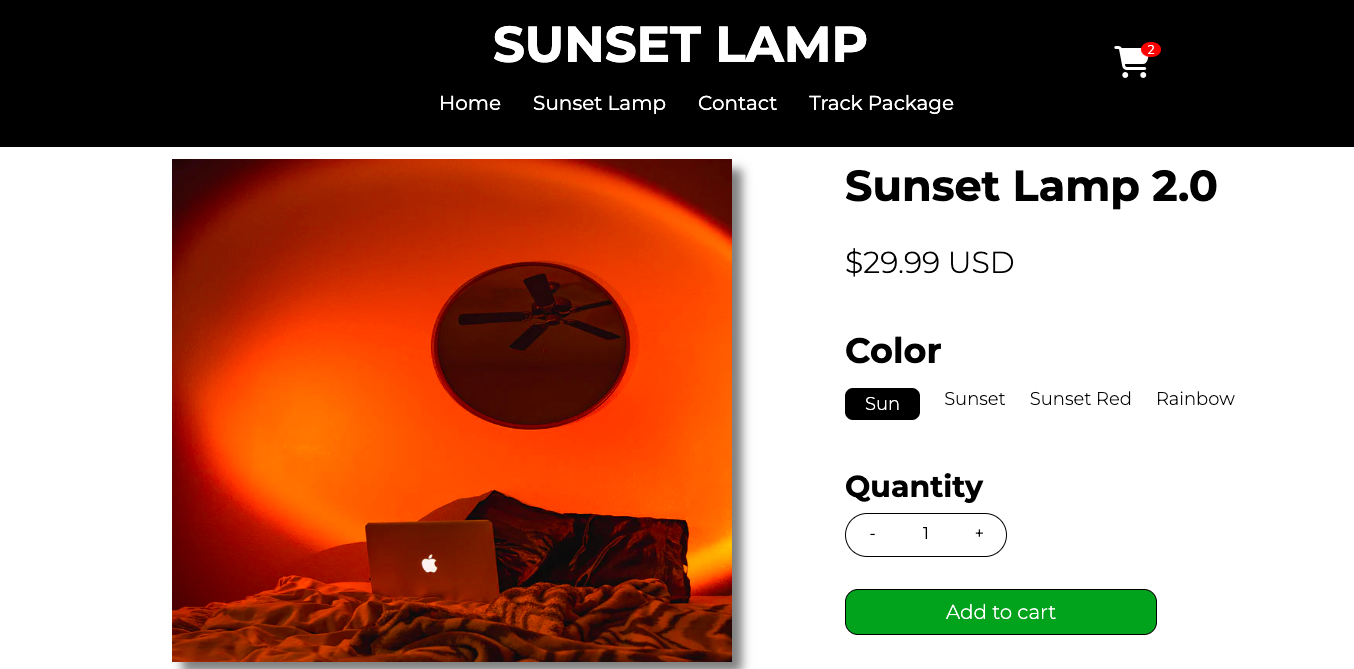 SUNSET LAMP
2
Home Sunset Lamp Contact Track Package
Sunset Lamp 2.0
$29.99 USD
Color
Sun Sunset Sunset Red Rainbow
Quantity
- 1 +
Add to cart